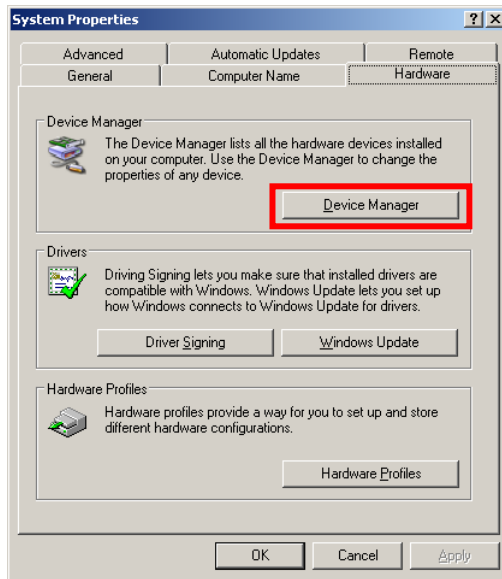 System Properties
Advanced Automatic Updates Remote
General Computer Name Hardware
Device Manager
The Device Manager lists all the hardware devices installed
on your computer. Use the Device Manager to change the
properties of any device.
Device Manager
Drivers
Driving Signing lets you make sure that installed drivers are
compatible with Windows. Windows Update lets you set up
how Windows connects to Windows Update for drivers.
Driver Signing Windows Update
Hardware Profiles
Hardware profiles provide a way for you to set up and store
different hardware configurations.
Hardware Profiles
OK Cancel Apply